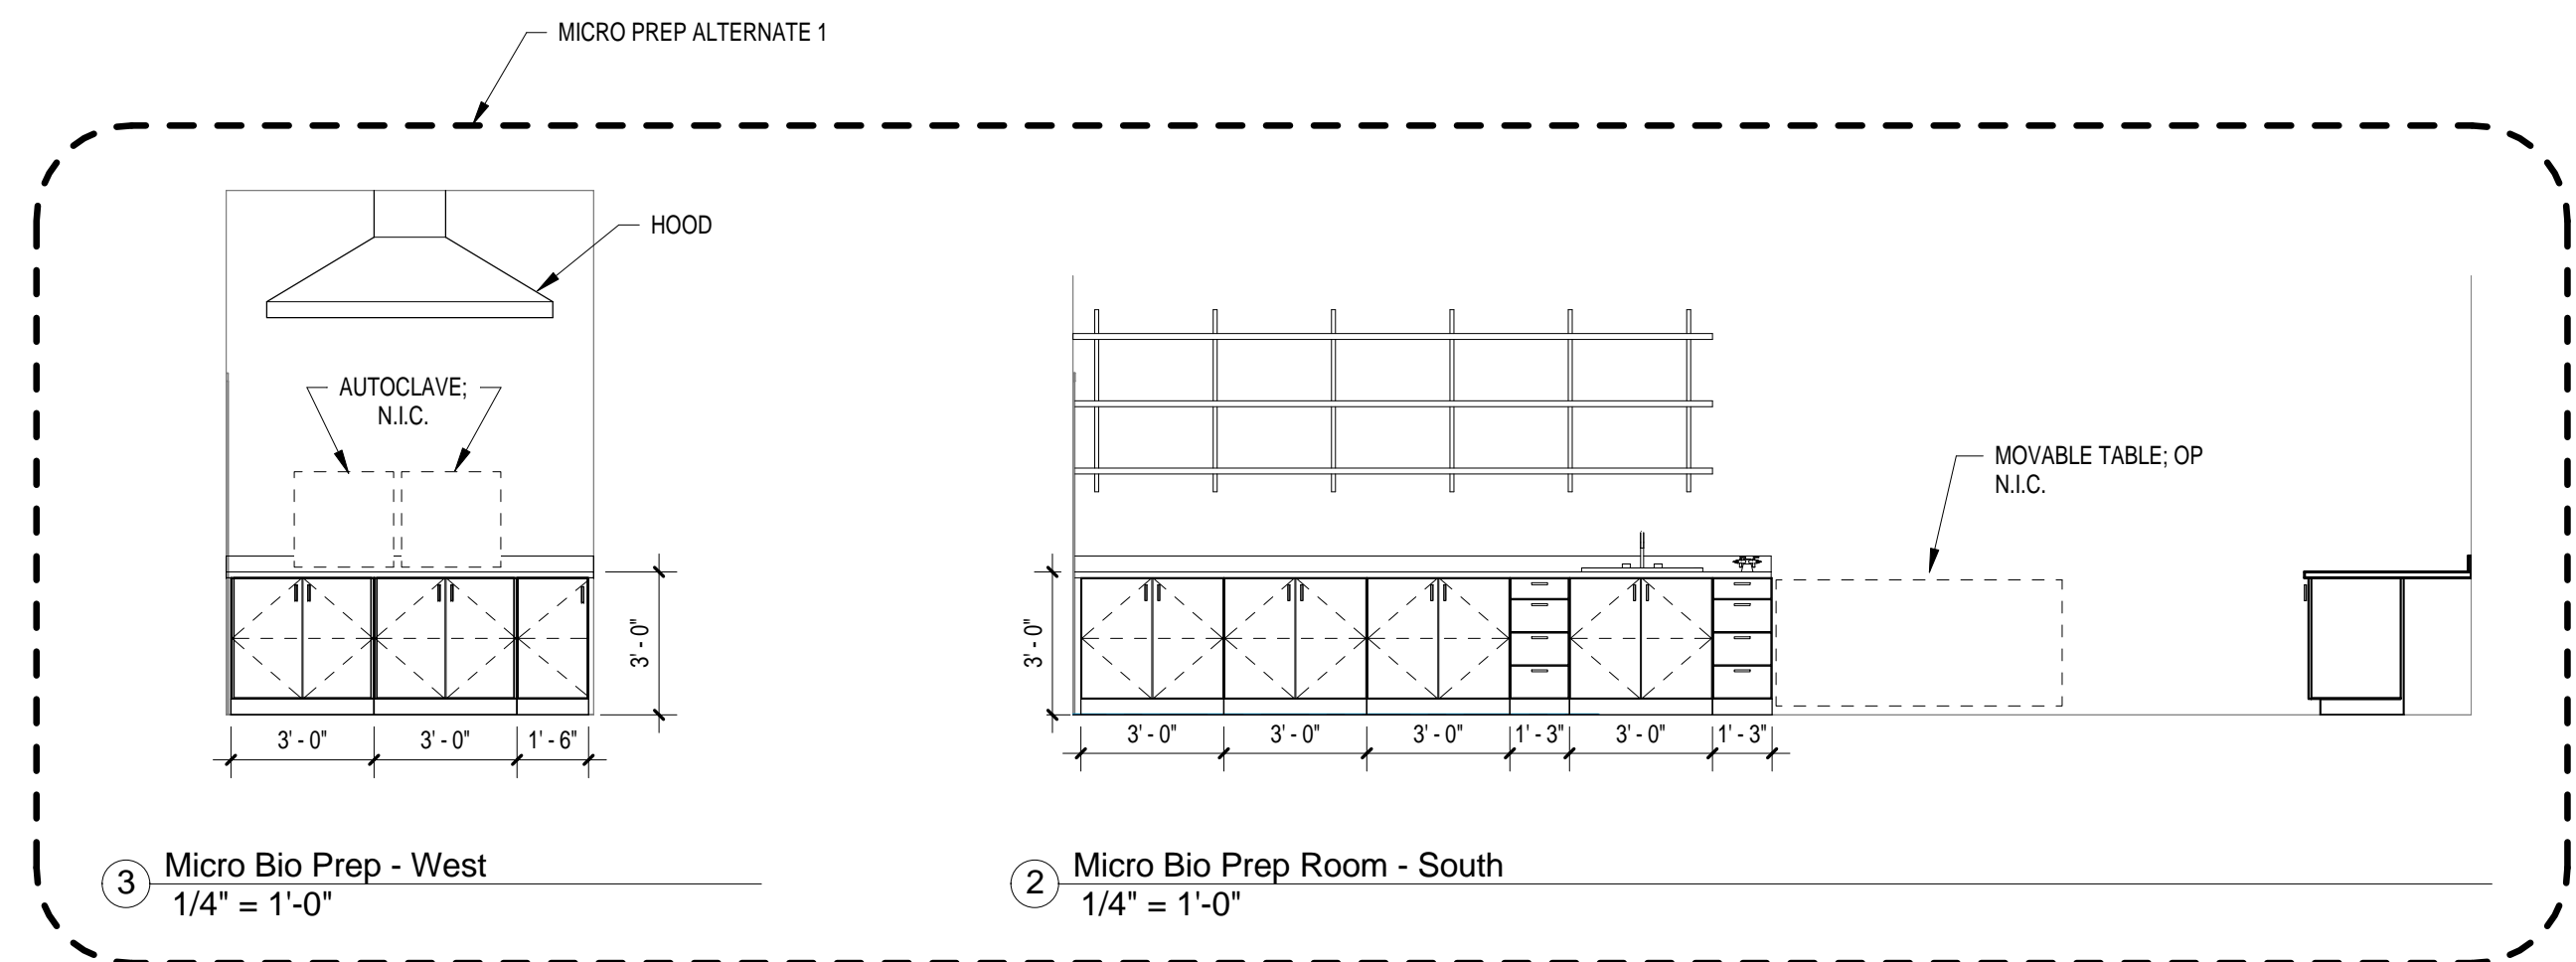 MICRO PREP ALTERNATE 1
HOOD
AUTOCLAVE;
N.I.C.
3' - 0"
3' - 0"
3' - 0"
1' - 6"
3
Micro Bio Prep - West
1/4" = 1'-0"
MOVABLE TABLE; OP
N.I.C.
3' - 0"
3' - 0"
3' - 0"
3' - 0"
1' - 3"
3' - 0"
1' - 3"
2
Micro Bio Prep Room - South
1/4" = 1'-0"